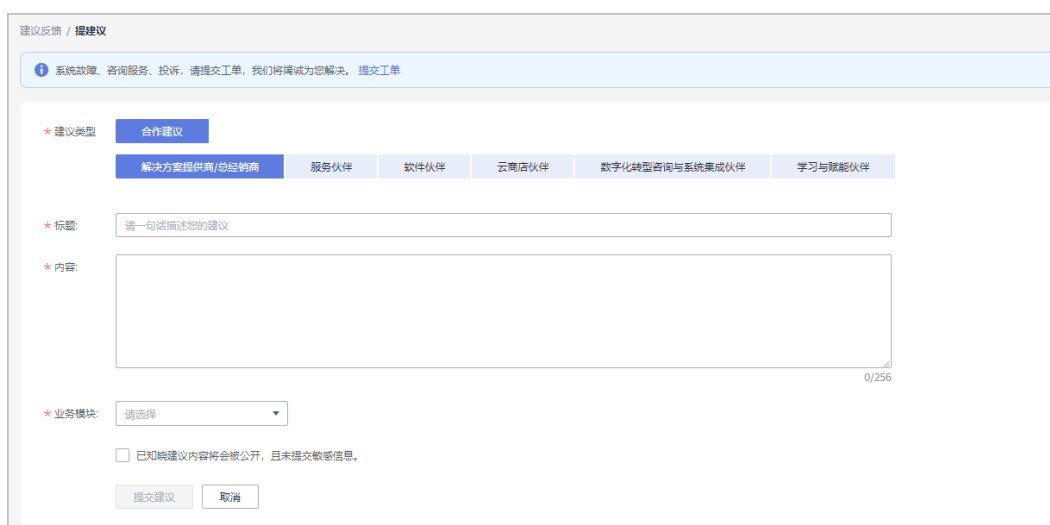 建议反馈 / 提建议
系统故障、咨询服务、投诉，请提交工单，我们将竭诚为您解决。 提交工单
* 建议类型 合作建议
解决方案提供商/总经销商 服务伙伴 软件伙伴 云商店伙伴 数字化转型咨询与系统集成伙伴 学习与赋能伙伴
* 标题: 请一句话描述您的建议
* 内容:
0/256
* 业务模块: 请选择
已知晓建议内容将会被公开，且未提交敏感信息。
提交建议 取消